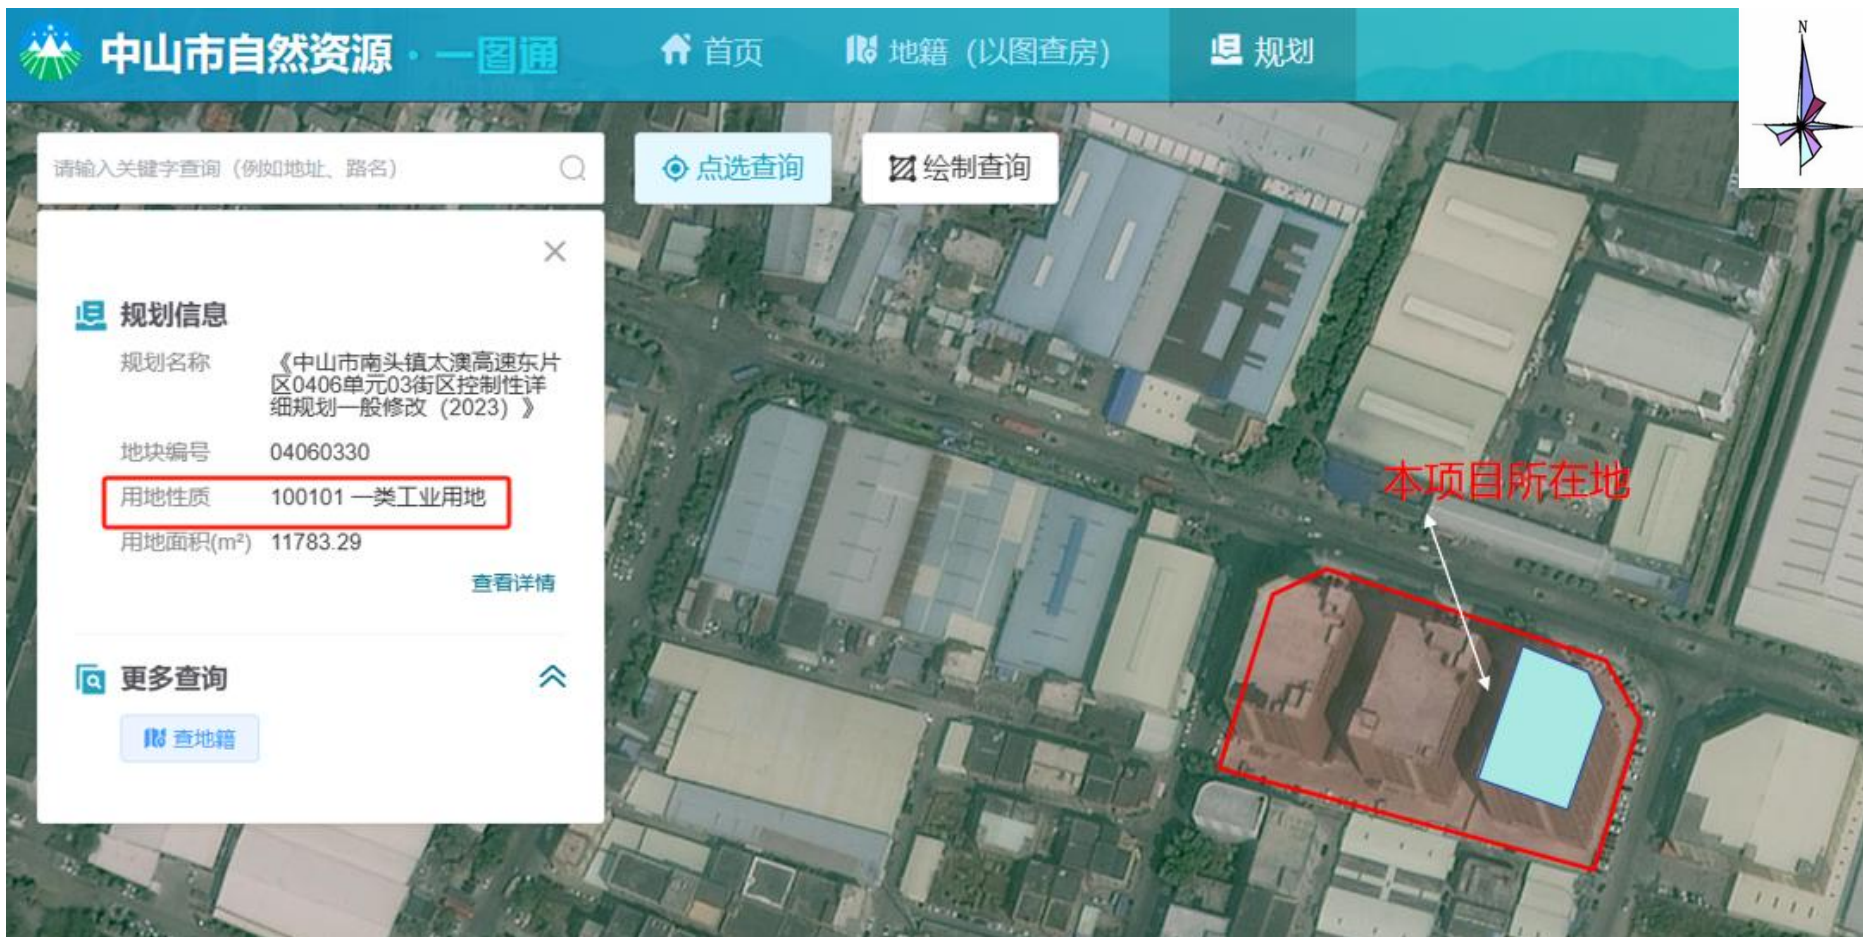 中山市自然资源·一图通
首页
地籍（以图查房）
规划
N
请输入关键字查询（例如地址、路名）
点选查询
绘制查询
规划信息
规划名称 《中山市南头镇太澳高速东片
区0406单元03街区控制性详
细规划一般修改（2023）》
地块编号 04060330
用地性质 100101 一类工业用地
用地面积(m²) 11783.29
查看详情
更多查询
查地籍
本项目所在地